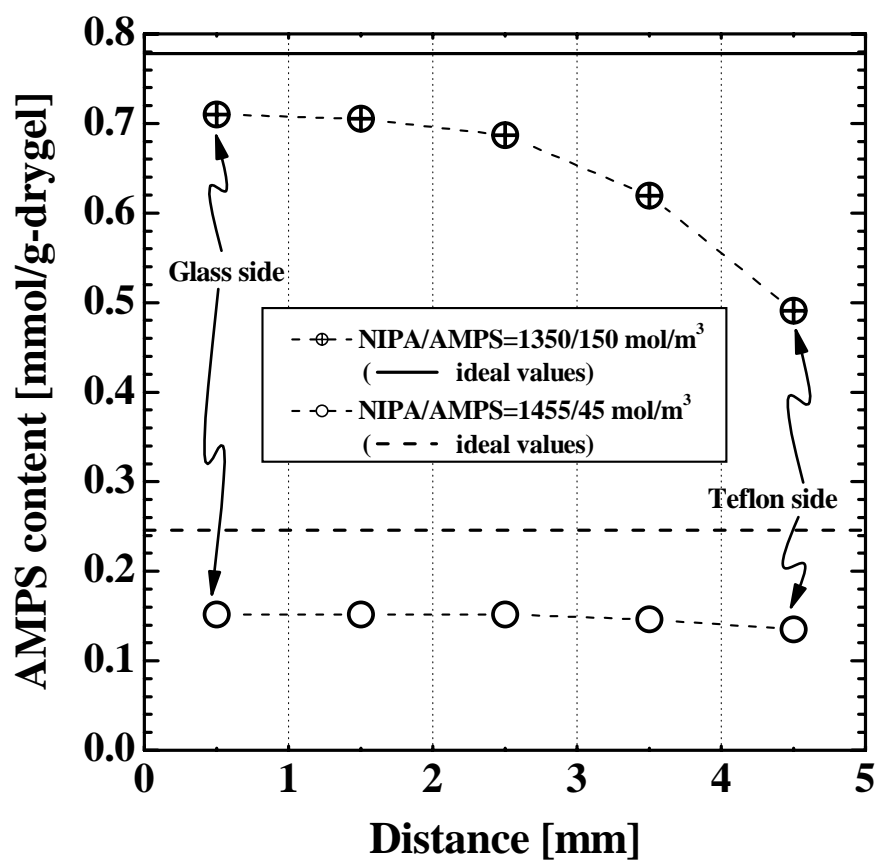 AMPS content [mmol/g-drygel]
0.8
0.7
0.6
0.5
0.4
0.3
0.2
0.1
0.0
Glass side
NIPA/AMPS=1350/150 mol/m³
( ideal values)
NIPA/AMPS=1455/45 mol/m³
( ideal values)
Teflon side
0 1 2 3 4 5
Distance [mm]